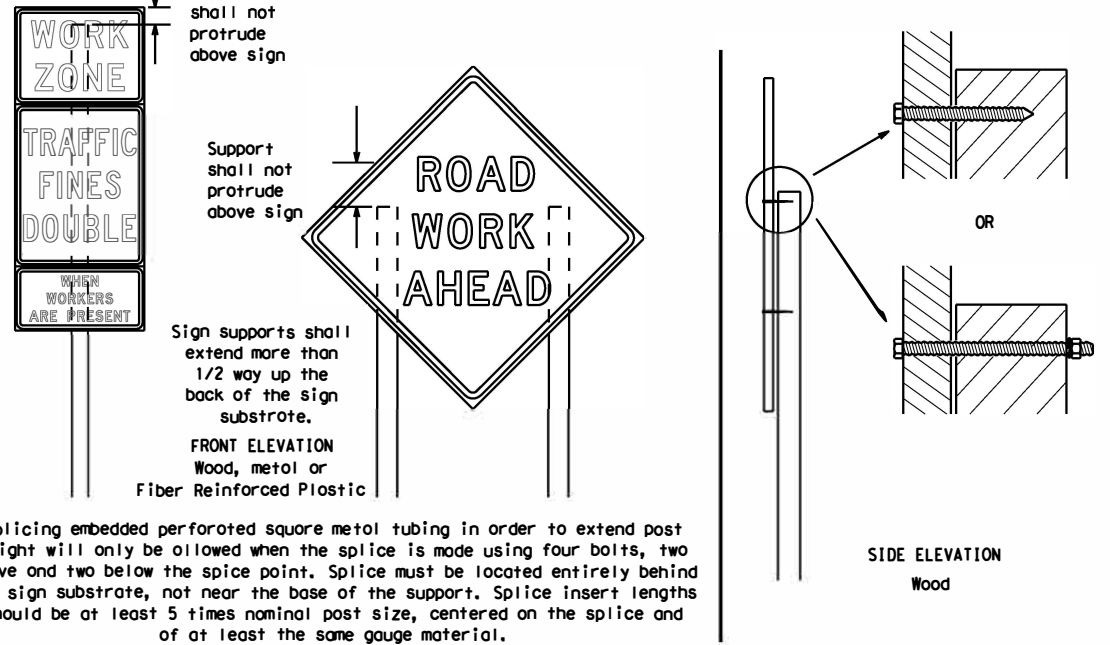 shall not
protrude
above sign
WORK
ZONE
TRAFFIC
FINES
DOUBLE
WHEN
WORKERS
ARE PRESENT
Support
shall not
protrude
above sign
ROAD
WORK
AHEAD
Sign supports shall
extend more than
1/2 way up the
back of the sign
substrote.
FRONT ELEVATION
Wood, metol or
Fiber Reinforced Plostic
plicing embedded perforoted squore metol tubing in order to extend post
ight will only be ollowed when the splice is mode using four bolts, two
ve ond two below the spice point. Splice must be locoted entirely behind
sign substrate, not near the base of the support. Splice insert lengths
ould be at least 5 times nominal post size, centered on the splice and
of at least the some gouge moteriol.
OR
SIDE ELEVATION
Wood